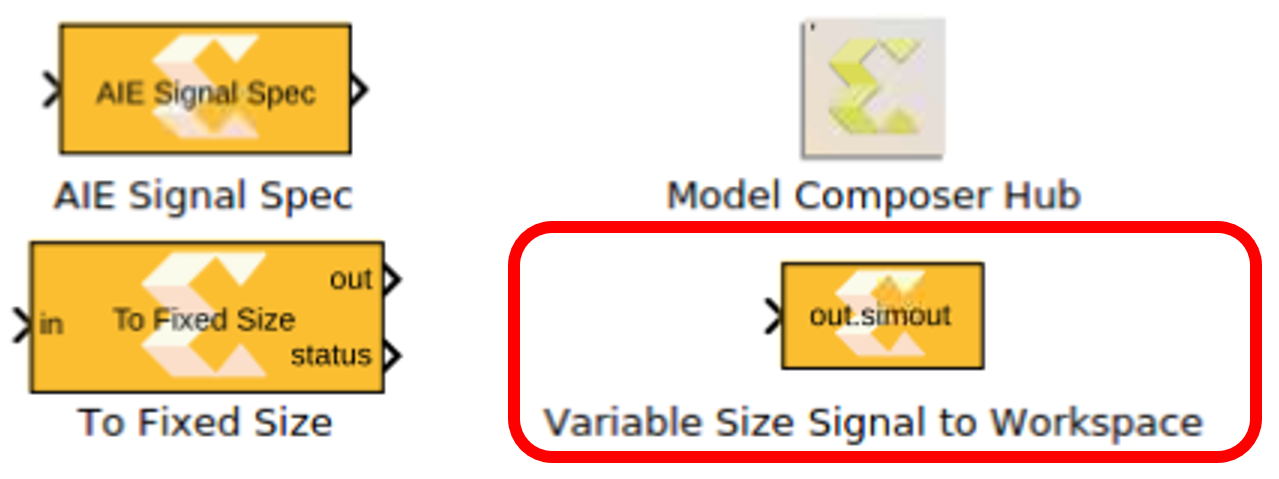 AIE Signal Spec
AIE Signal Spec
Model Composer Hub
in
To Fixed Size
out
status
To Fixed Size
out.simout
Variable Size Signal to Workspace